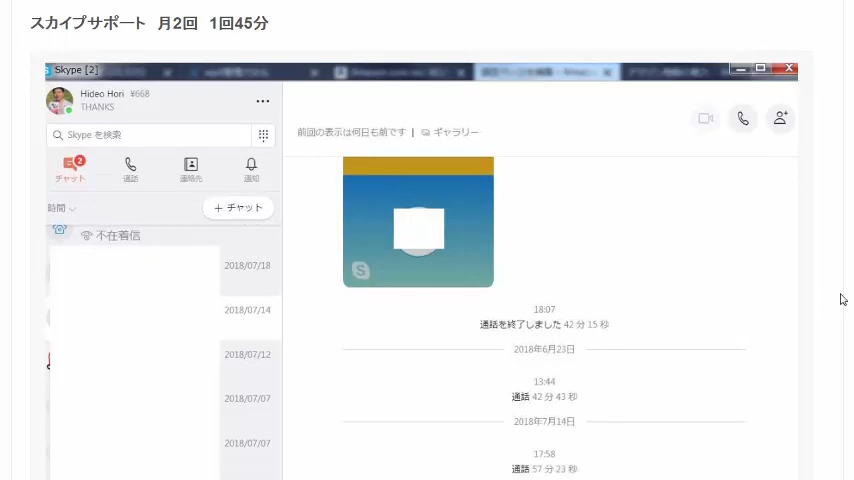 スカイプサポート　月2回　1回45分
Skype [2]
Hideo Hori ¥668
THANKS
Skype を検索
2
チャット
通話
連絡先
通知
時間
+ チャット
不在着信
2018/07/18
2018/07/14
2018/07/12
2018/07/07
2018/07/07
前回の表示は何日も前です | ギャラリー
18:07
通話を終了しました 42 分 15 秒
2018年6月23日
13:44
通話 42 分 43 秒
2018年7月14日
17:58
通話 57 分 23 秒